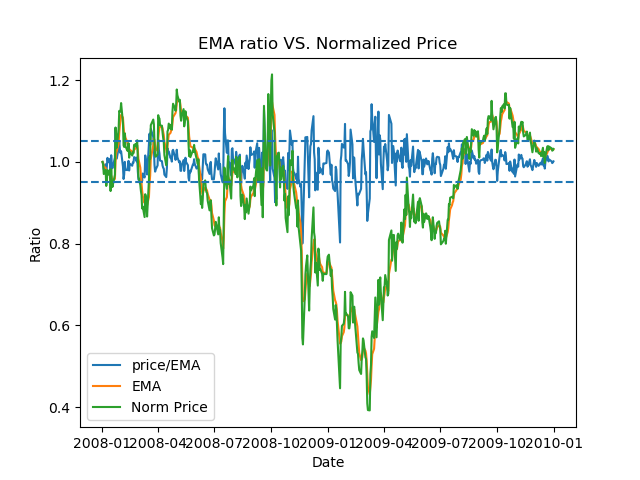 EMA ratio VS. Normalized Price
Ratio
1.2
1.0
0.8
0.6
0.4
price/EMA
EMA
Norm Price
2008-01 2008-04 2008-07 2008-10 2009-01 2009-04 2009-07 2009-10 2010-01
Date